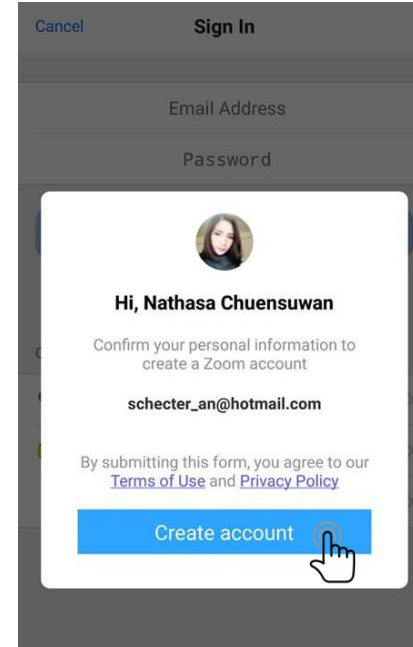 Cancel Sign In
Email Address
Password
Hi, Nathasa Chuensuwan
Confirm your personal information to
create a Zoom account
schecter_an@hotmail.com
By submitting this form, you agree to our
Terms of Use and Privacy Policy
Create account